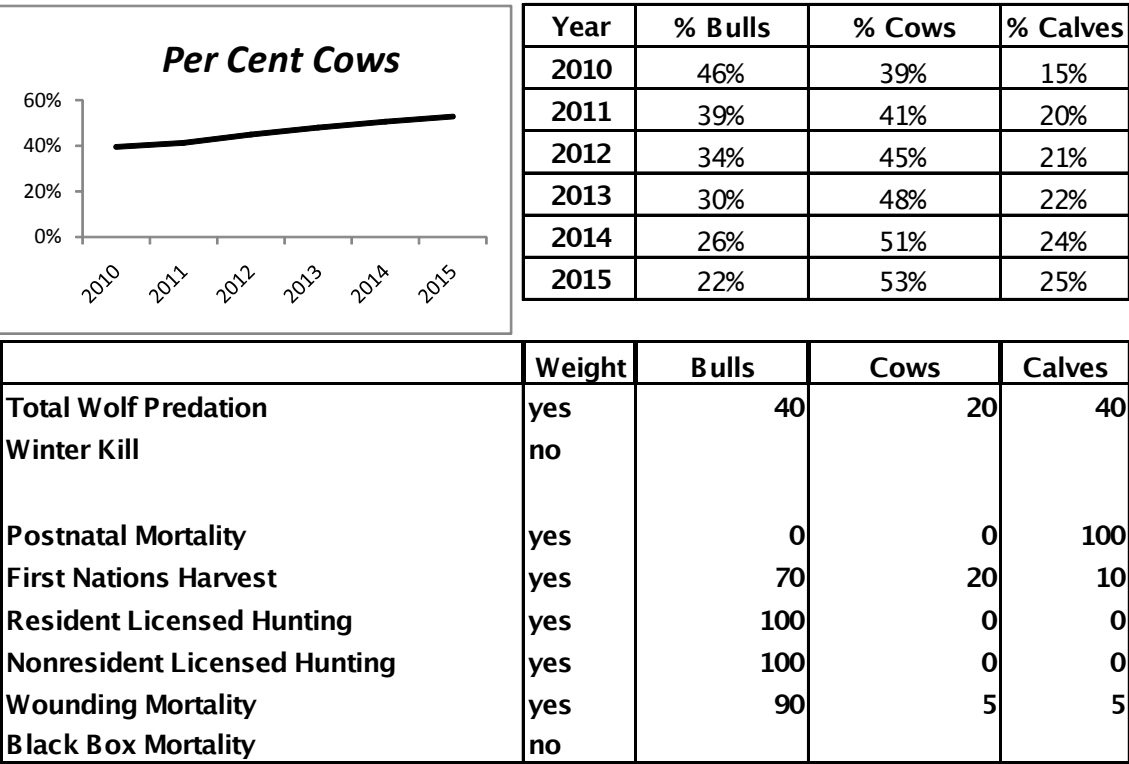 Per Cent Cows
60%
40%
20%
0%
2010 2011 2012 2013 2014 2015
Year % Bulls % Cows % Calves
2010 46% 39% 15%
2011 39% 41% 20%
2012 34% 45% 21%
2013 30% 48% 22%
2014 26% 51% 24%
2015 22% 53% 25%
Weight Bulls Cows Calves
Total Wolf Predation yes 40 20 40
Winter Kill no
Postnatal Mortality yes 0 0 100
First Nations Harvest yes 70 20 10
Resident Licensed Hunting yes 100 0 0
Nonresident Licensed Hunting yes 100 0 0
Wounding Mortality yes 90 5 5
Black Box Mortality no